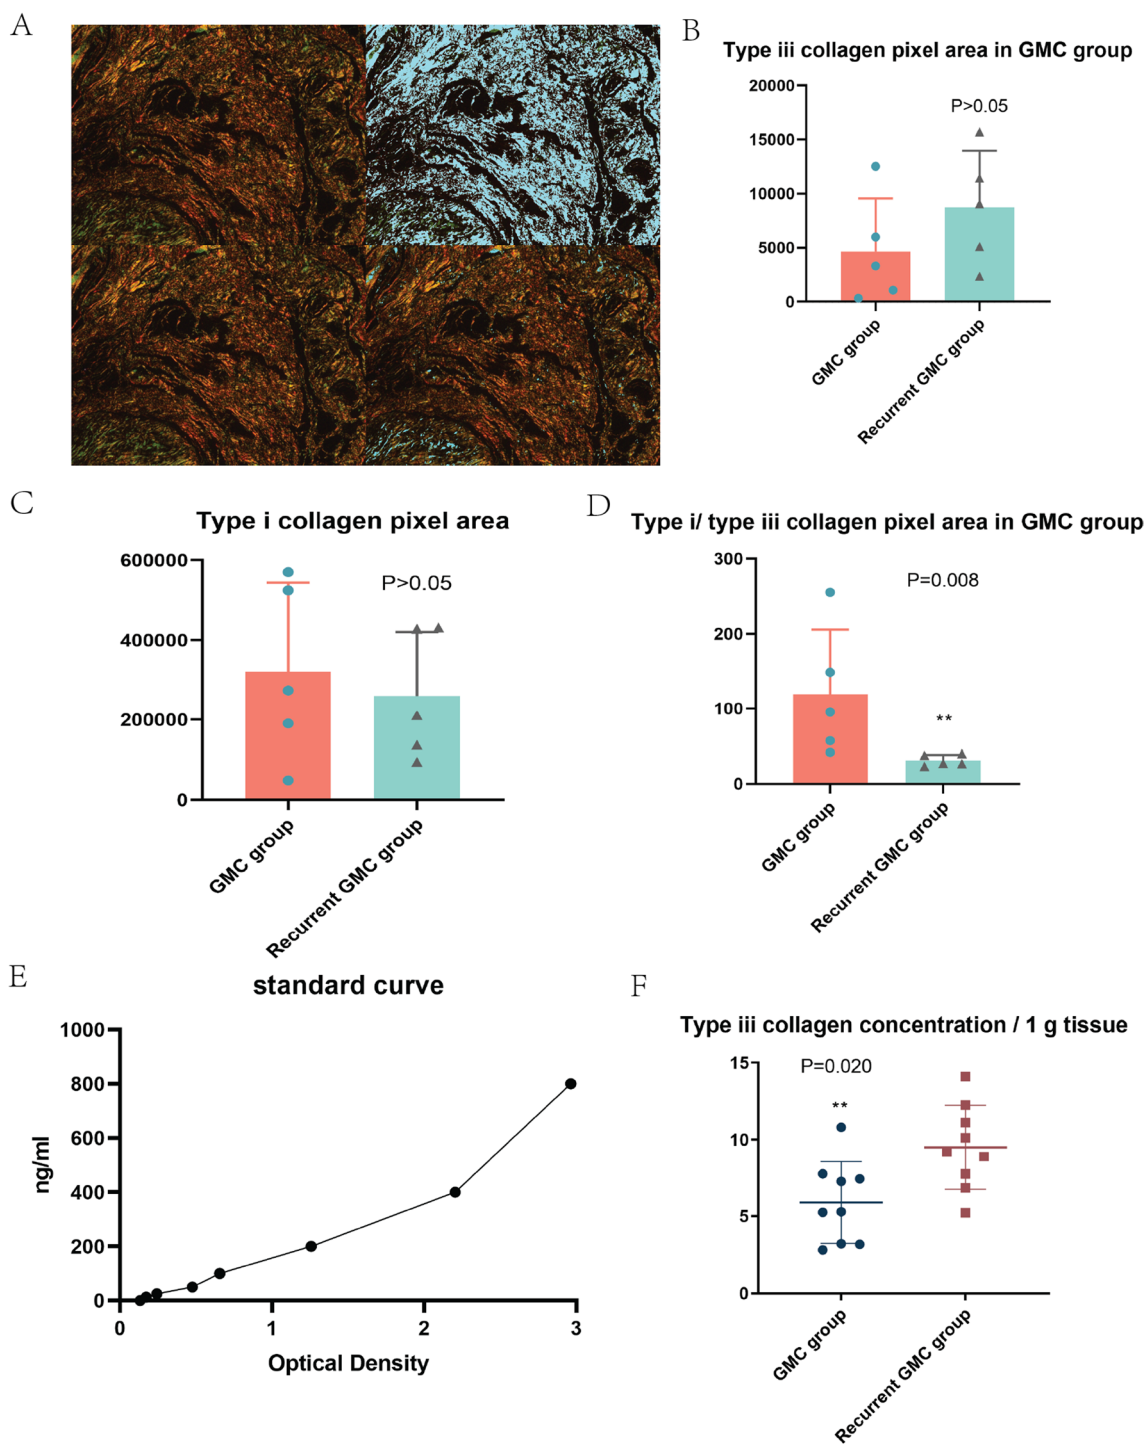 A
B
Type iii collagen pixel area in GMC group
20000
15000
10000
5000
0
P>0.05
GMC group
Recurrent GMC group
C
Type i collagen pixel area
600000
400000
200000
0
P>0.05
GMC group
Recurrent GMC group
D
Type i/ type iii collagen pixel area in GMC group
300
200
100
0
P=0.008
**
GMC group
Recurrent GMC group
E
standard curve
ng/ml
1000
800
600
400
200
0
0
1
2
3
Optical Density
F
Type iii collagen concentration / 1 g tissue
15
10
5
0
P=0.020
**
GMC group
Recurrent GMC group